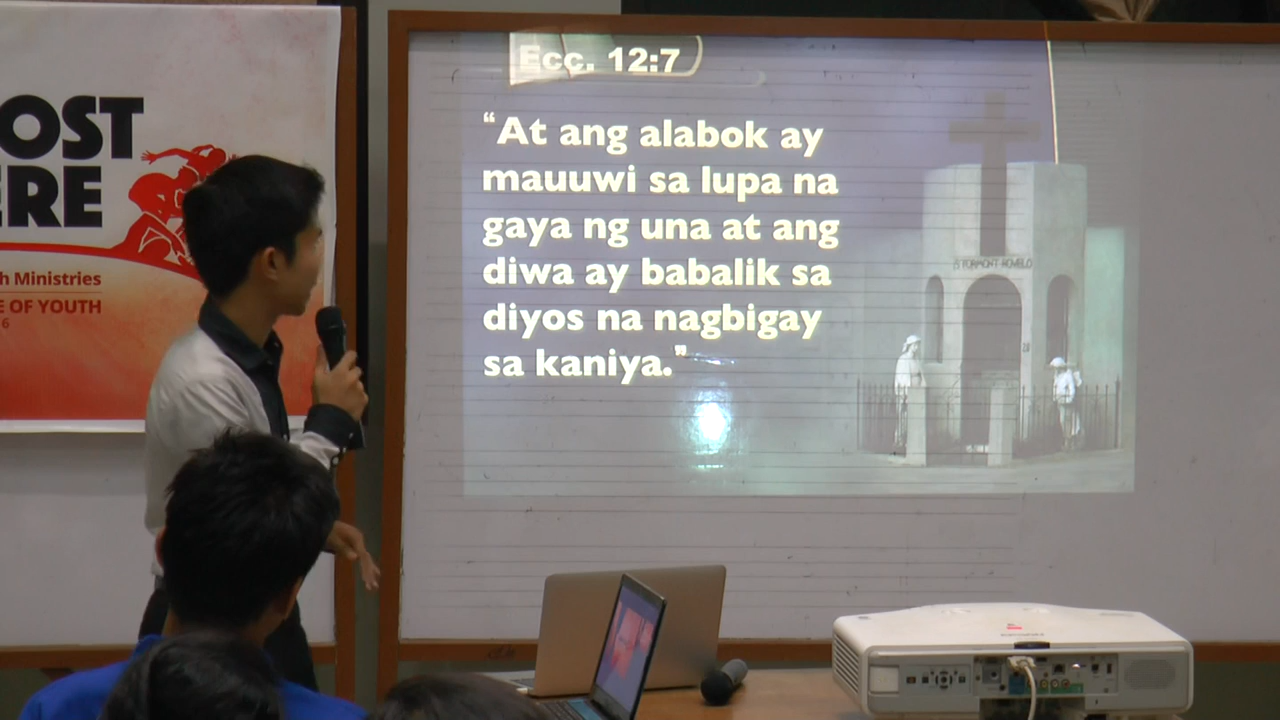 OST
ERE
h Ministries
E OF YOUTH
6
Ecc. 12:7
“At ang alabok ay
mauuwi sa lupa na
gaya ng una at ang
diwa ay babalik sa
diyos na nagbigay
sa kaniya.”